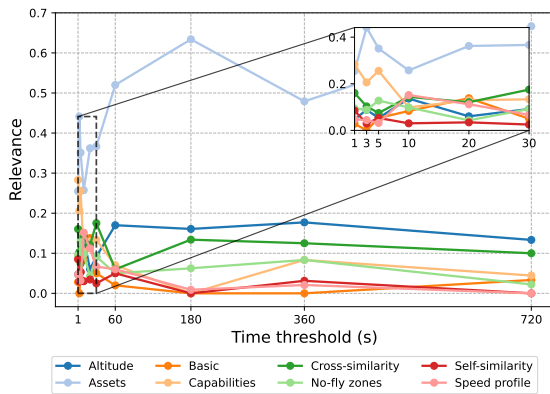 0.7
0.6
0.5
0.4
0.3
0.2
0.1
0.0
Relevance
0.4
0.2
0.0
1 3 5 10 20 30
1 60 180 360 720
Time threshold (s)
Altitude Basic Cross-similarity Self-similarity
Assets Capabilities No-fly zones Speed profile